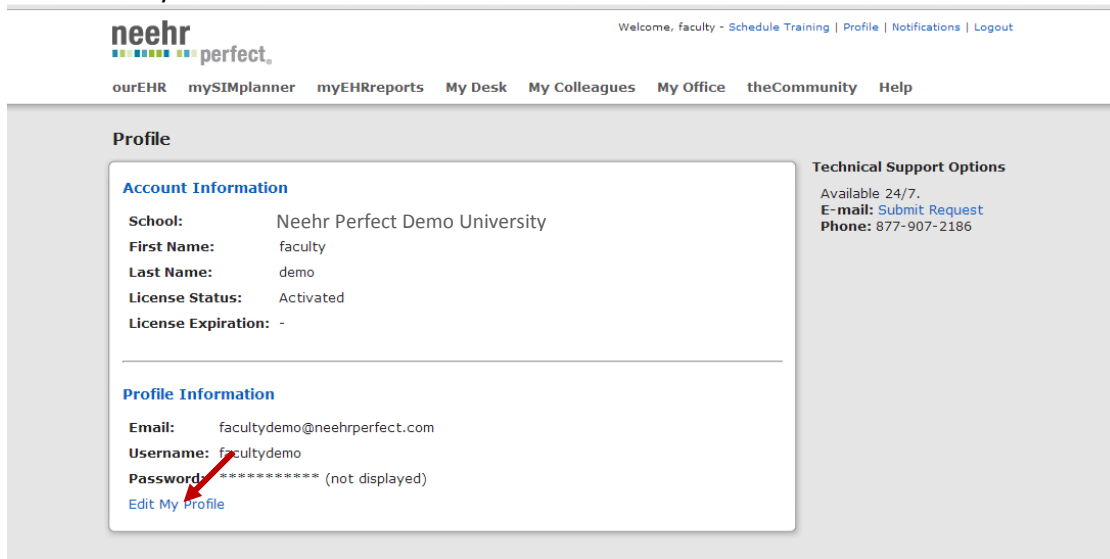 neehr
perfect®
Welcome, faculty - Schedule Training | Profile | Notifications | Logout
ourEHR mySIMplanner myEHRreports My Desk My Colleagues My Office theCommunity Help
Profile
Account Information
School: Neehr Perfect Demo University
First Name: faculty
Last Name: demo
License Status: Activated
License Expiration: -
Profile Information
Email: facultydemo@neehrperfect.com
Username: facultydemo
Password: *********** (not displayed)
Edit My Profile
Technical Support Options
Available 24/7.
E-mail: Submit Request
Phone: 877-907-2186